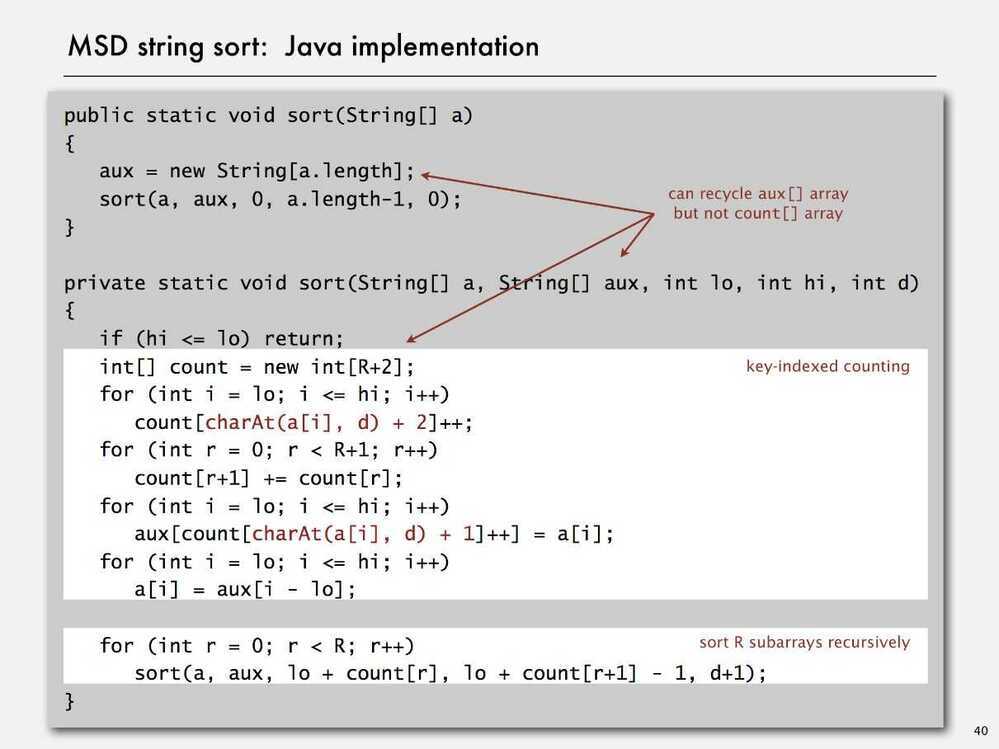 MSD string sort: Java implementation
public static void sort(String[] a)
{
aux = new String[a.length];
sort(a, aux, 0, a.length-1, 0);
}
can recycle aux[] array
but not count[] array
private static void sort(String[] a, String[] aux, int lo, int hi, int d)
{
if (hi <= lo) return;
int[] count = new int[R+2];
key-indexed counting
for (int i = lo; i <= hi; i++)
count[charAt(a[i], d) + 2]++;
for (int r = 0; r < R+1; r++)
count[r+1] += count[r];
for (int i = lo; i <= hi; i++)
aux[count[charAt(a[i], d) + 1]++] = a[i];
for (int i = lo; i <= hi; i++)
a[i] = aux[i - lo];
for (int r = 0; r < R; r++)
sort R subarrays recursively
sort(a, aux, lo + count[r], lo + count[r+1] - 1, d+1);
}
40